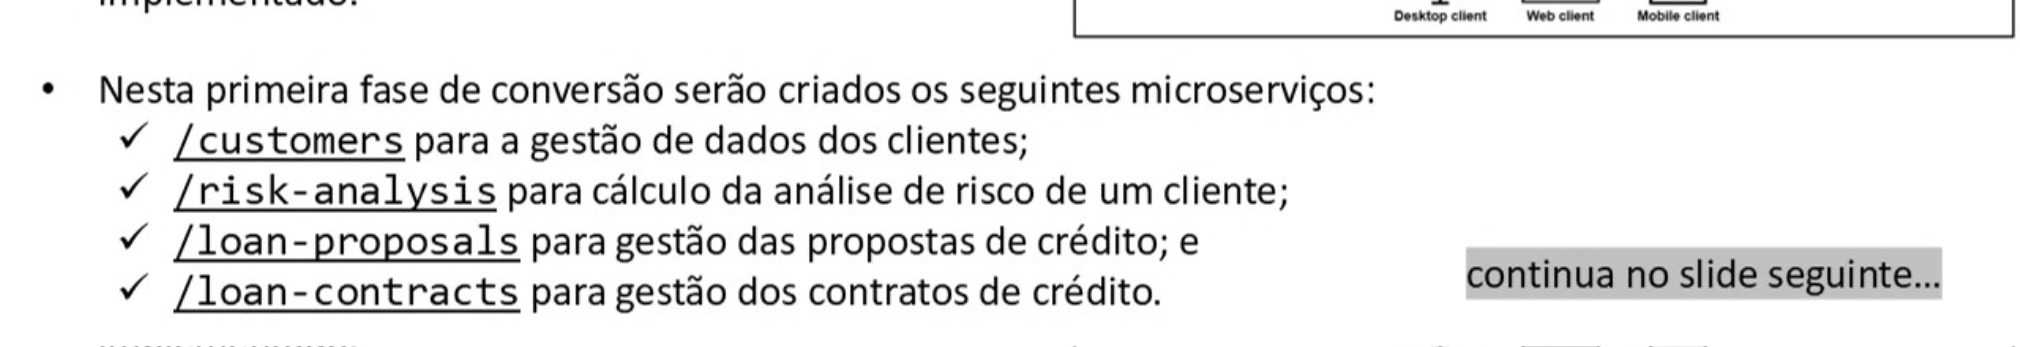 implementado.
Desktop client Web client Mobile client
• Nesta primeira fase de conversão serão criados os seguintes microserviços:
✓ /customers para a gestão de dados dos clientes;
✓ /risk-analysis para cálculo da análise de risco de um cliente;
✓ /loan-proposals para gestão das propostas de crédito; e
✓ /loan-contracts para gestão dos contratos de crédito.
continua no slide seguinte...